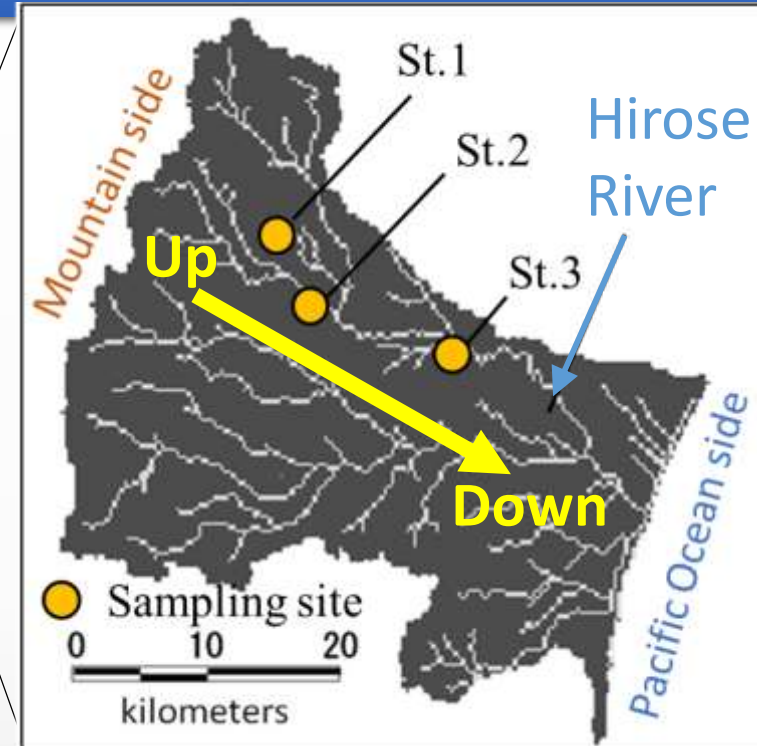 St.1
Mountain side
Hirose
River
St.2
Up
St.3
Down
Pacific Ocean side
Sampling site
0 10 20
kilometers